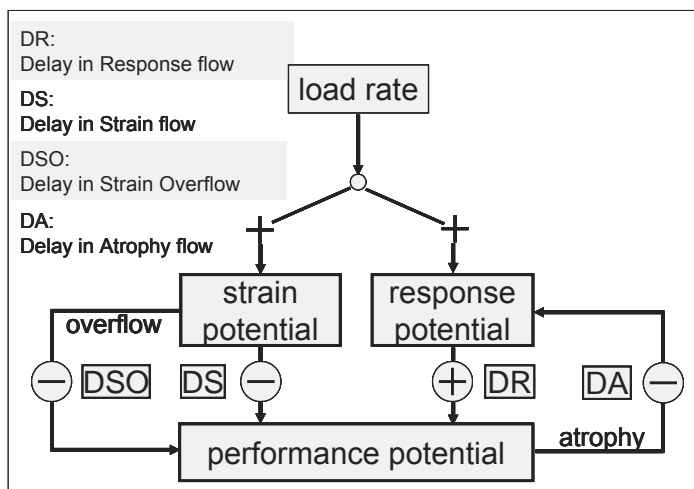 DR:
Delay in Response flow
DS:
Delay in Strain flow
DSO:
Delay in Strain Overflow
DA:
Delay in Atrophy flow
load rate
strain
potential
response
potential
overflow
DSO
DS
DR
DA
atrophy
performance potential